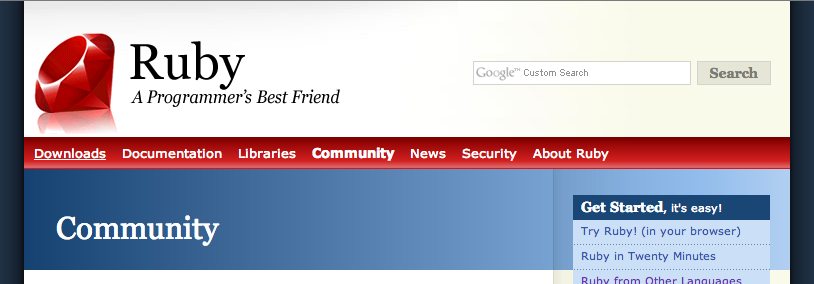 Ruby
A Programmer's Best Friend
Google™ Custom Search
Search
Downloads Documentation Libraries Community News Security About Ruby
Community
Get Started, it's easy!
Try Ruby! (in your browser)
Ruby in Twenty Minutes
Ruby from Other Languages